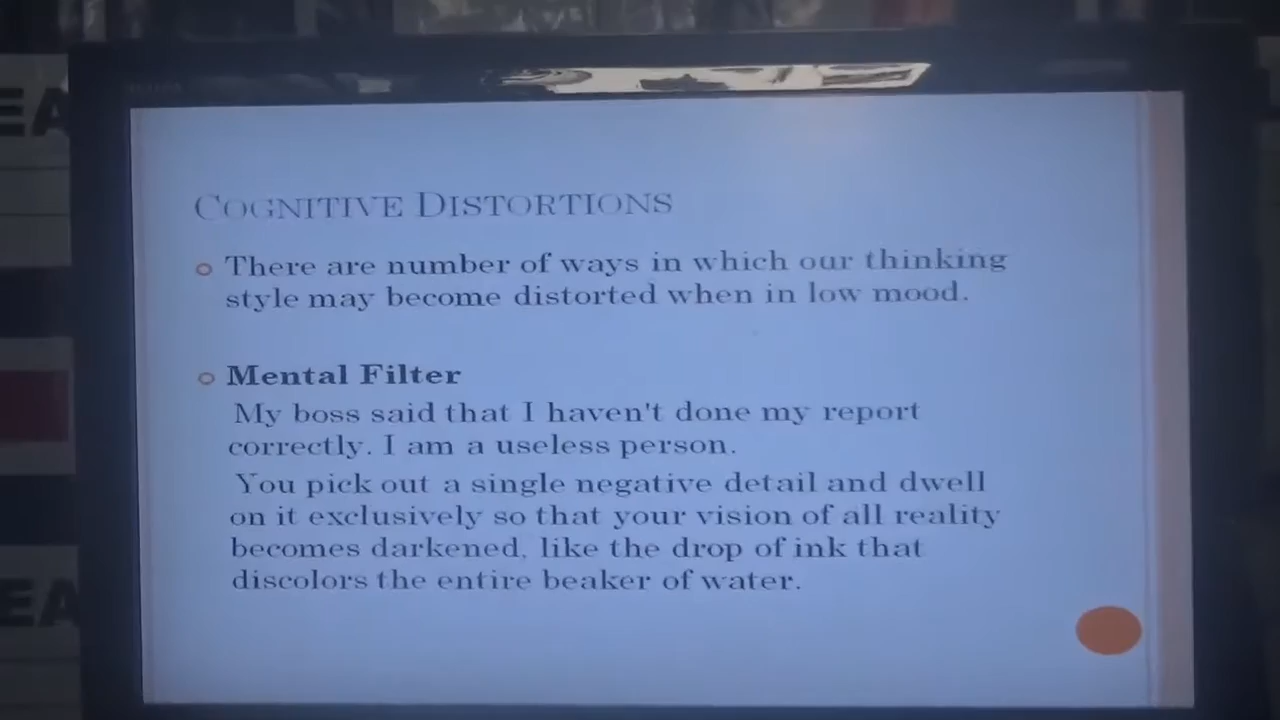 COGNITIVE DISTORTIONS
There are number of ways in which our thinking
style may become distorted when in low mood.
Mental Filter
My boss said that I haven't done my report
correctly. I am a useless person.
You pick out a single negative detail and dwell
on it exclusively so that your vision of all reality
becomes darkened, like the drop of ink that
discolors the entire beaker of water.
EA
EA